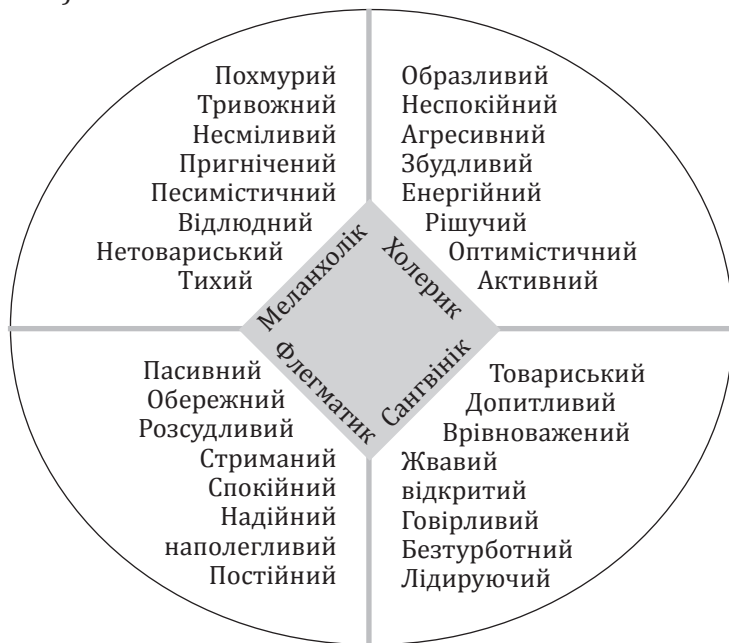 Похмурий
Тривожний
Несміливий
Пригнічений
Песимістичний
Відлюдний
Нетовариський
Тихий
Меланхолік
Образливий
Неспокійний
Агресивний
Збудливий
Енергійний
Рішучий
Оптимістичний
Активний
Холерик
Пасивний
Обережний
Розсудливий
Стриманий
Спокійний
Надійний
наполегливий
Постійний
Флегматик
Товариський
Допитливий
Врівноважений
Жвавий
відкритий
Говірливий
Безтурботний
Лідируючий
Сангвінік